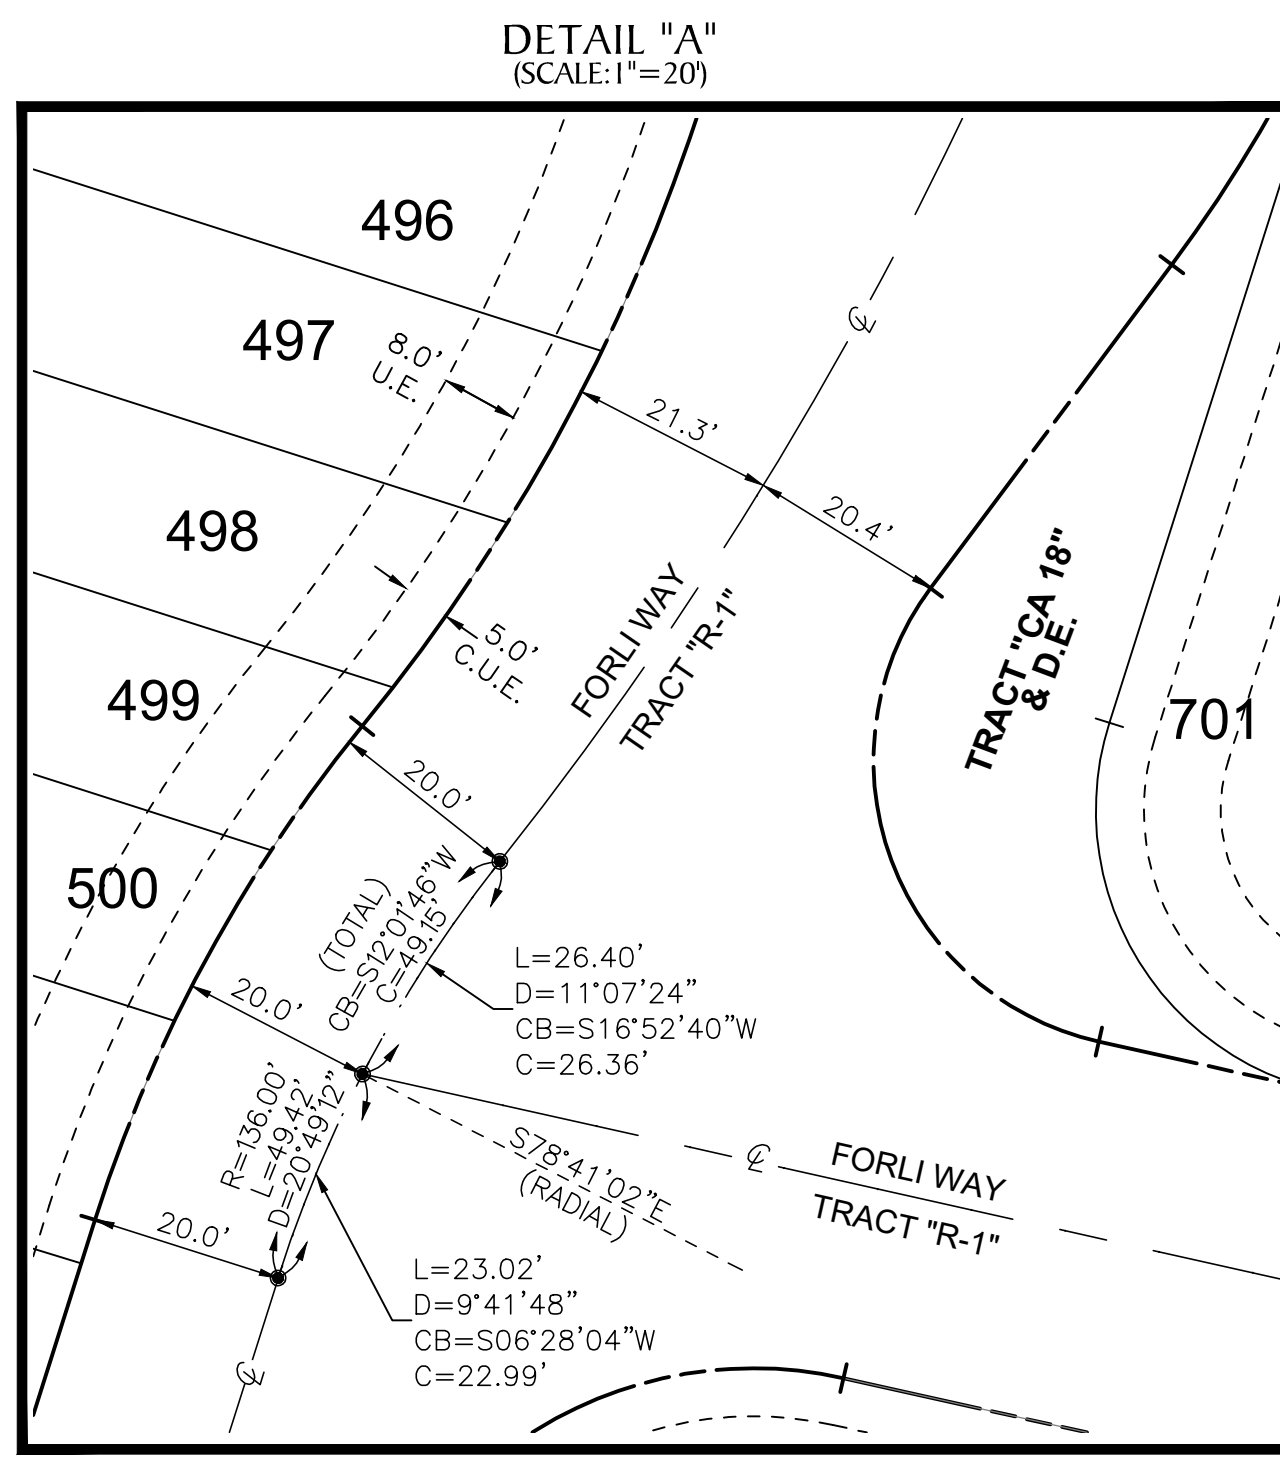 DETAIL "A"
(SCALE:1"=20')
496
497
8.0'
U.E.
21.3'
20.4'
498
FORLI WAY
TRACT "R-1"
TRACT "CA 18"
& D.E.
5.0'
C.U.E.
499
701
20.0'
500
(TOTAL)
CB=S12°01'46"W
C=49.15'
L=26.40'
D=11°07'24"
CB=S16°52'40"W
C=26.36'
20.0'
R=136.00'
L=49.42'
D=20°49'12"
S78°41'02"E
(RADIAL)
FORLI WAY
TRACT "R-1"
20.0'
L=23.02'
D=9°41'48"
CB=S06°28'04"W
C=22.99'